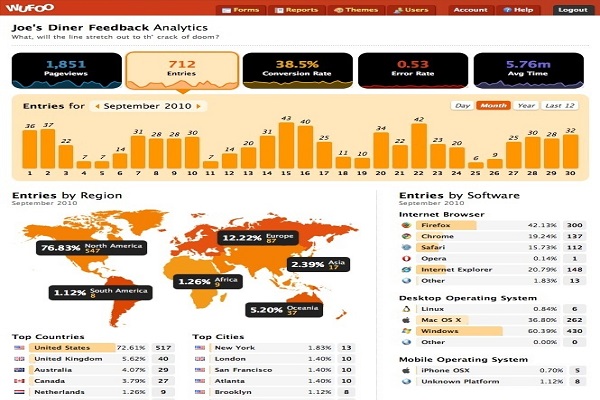 WUFOO
Forms Reports Themes Users Account Help Logout
Joe's Diner Feedback Analytics
What, will the line stretch out to th' crack of doom?
1,851 712 38.5% 0.53 5.76m
Pageviews Entries Conversion Rate Error Rate Avg Time
Entries for September 2010 Day Month Year Last 12
36 37 22 7 7 14 31 28 28 30 7 14 20 31 43 40 28 11 10 34 22 42 23 20 6 9 25 30 28 32
1 2 3 4 5 6 7 8 9 10 11 12 13 14 15 16 17 18 19 20 21 22 23 24 25 26 27 28 29 30
Entries by Region
September 2010
76.83% North America 547
12.22% Europe 87
2.39% Asia 17
1.26% Africa 9
1.12% South America 8
5.20% Oceania 37
Top Countries
United States 72.61% 517
United Kingdom 5.62% 40
Australia 4.07% 29
Canada 3.79% 27
Netherlands 1.26% 9
Top Cities
New York 1.83% 13
London 1.40% 10
San Francisco 1.40% 10
Atlanta 1.40% 10
Brooklyn 1.12% 8
Entries by Software
September 2010
Internet Browser
Firefox 42.13% 300
Chrome 19.24% 137
Safari 15.73% 112
Opera 0.14% 1
Internet Explorer 20.79% 148
Other 1.83% 13
Desktop Operating System
Linux 0.84% 6
Mac OS X 36.80% 262
Windows 60.39% 430
Other 0.00% 0
Mobile Operating System
iPhone OSX 0.70% 5
Unknown Platform 1.12% 8